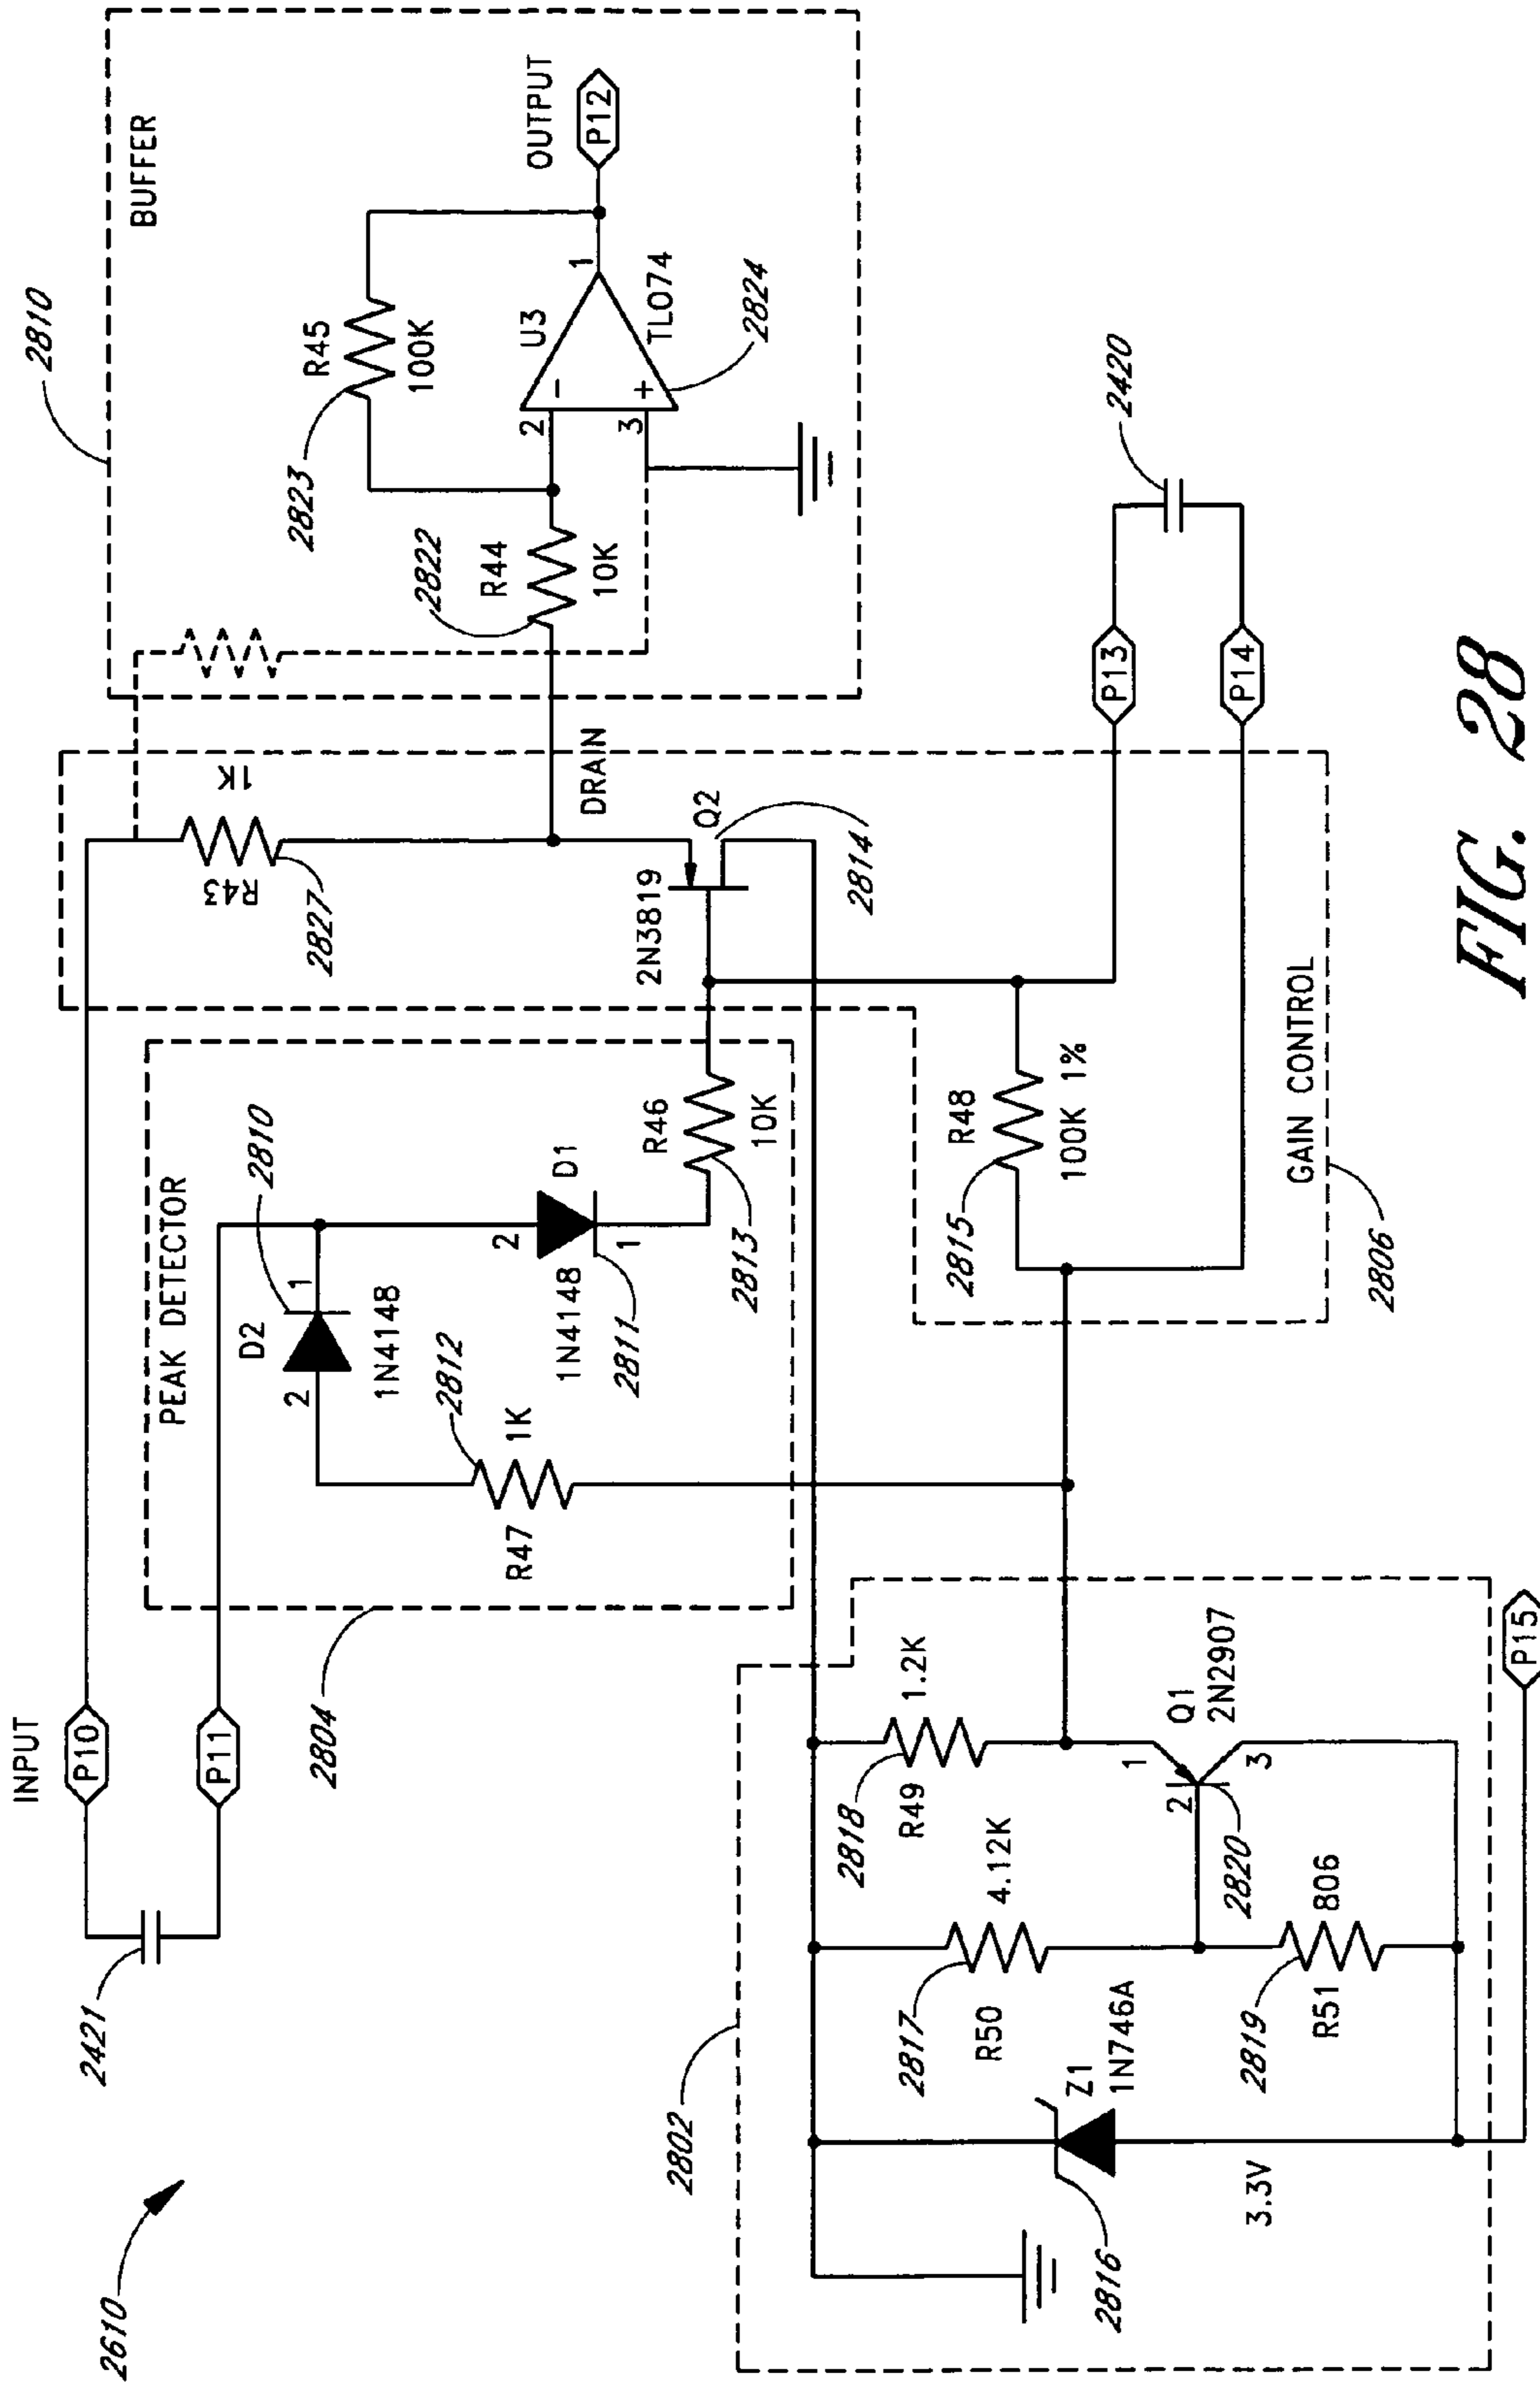 2610
2421
INPUT
P10
P11
2804
PEAK DETECTOR
D2
2
1
2810
1N4148
2812
R47
1K
2
D1
1
1N4148
2811
R46
10K
2813
R43
1K
2827
DRAIN
2N3819
Q2
2814
2810
BUFFER
R45
100K
2823
R44
10K
2822
2
3
-
+
U3
1
TL074
2824
OUTPUT
P12
R48
100K 1%
2815
GAIN CONTROL
2806
P13
P14
2420
2802
2816
Z1
1N746A
3.3V
2817
R50
4.12K
2818
R49
1.2K
2819
R51
806
2820
1
2
3
Q1
2N2907
P15
FIG. 28